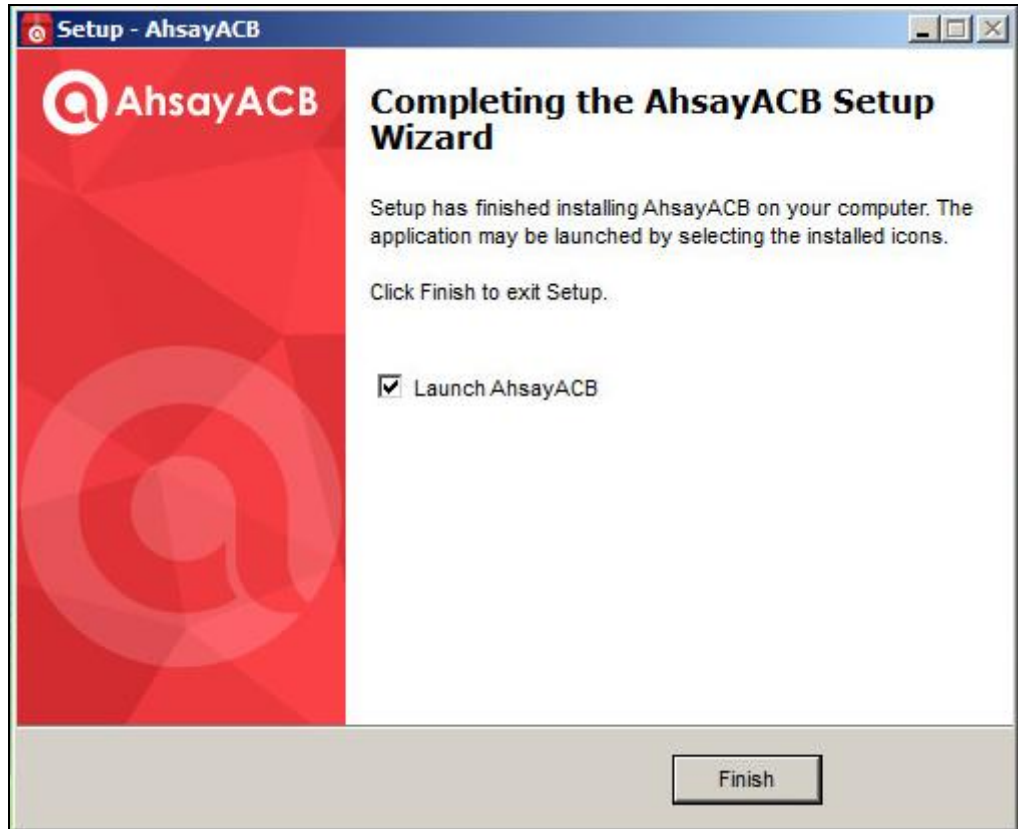 Setup - AhsayACB
AhsayACB
Completing the AhsayACB Setup
Wizard
Setup has finished installing AhsayACB on your computer. The
application may be launched by selecting the installed icons.
Click Finish to exit Setup.
Launch AhsayACB
Finish